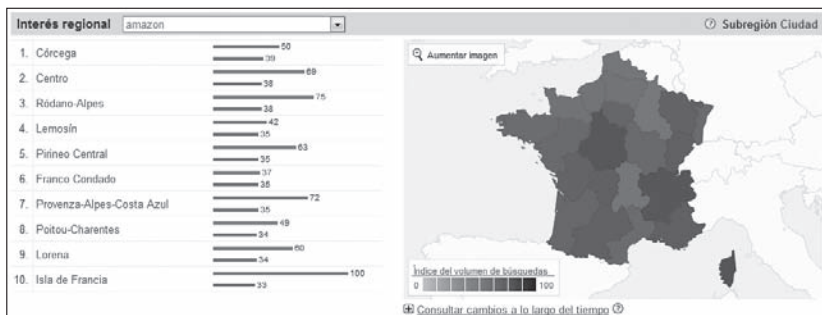 Interés regional amazon Subregión Ciudad
1. Córcega 50 39
2. Centro 69 38
3. Ródano-Alpes 75 38
4. Lemosín 42 35
5. Pirineo Central 63 35
6. Franco Condado 37 35
7. Provenza-Alpes-Costa Azul 72 35
8. Poitou-Charentes 49 34
9. Lorena 60 34
10. Isla de Francia 100 33
Aumentar imagen
Índice del volumen de búsquedas
0 100
Consultar cambios a lo largo del tiempo